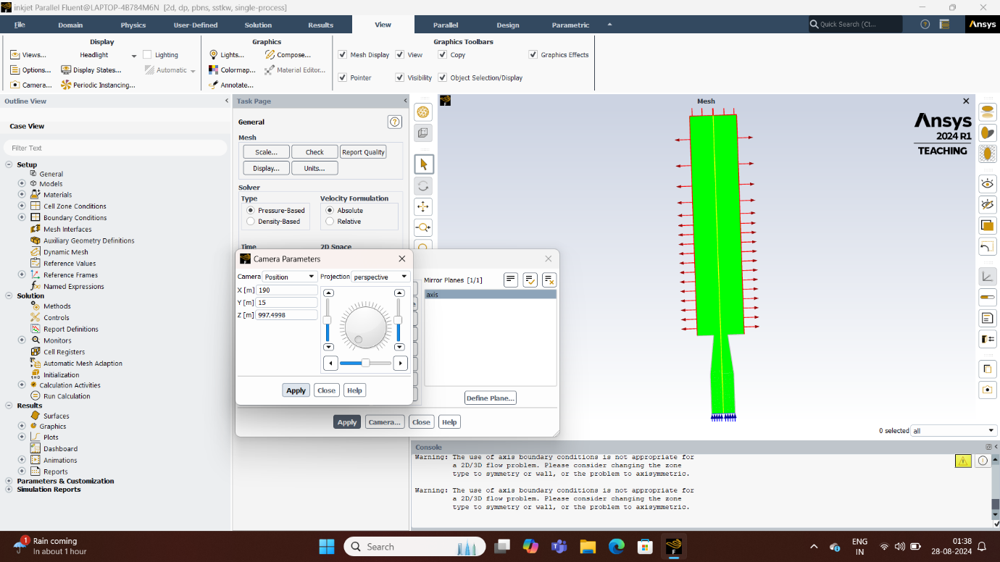 inkjet Parallel Fluent@LAPTOP-4B784M6N [2d, dp, pbns, sstkw, single-process]
File Domain Physics User-Defined Solution Results View Parallel Design Parametric Quick Search (Ct... Ansys
Display
Views... Headlight Lighting
Options... Display States... Automatic
Camera... Periodic Instancing...
Graphics
Lights... Compose...
Colormap... Material Editor...
Annotate...
Graphics Toolbars
Mesh Display View Copy Graphics Effects
Pointer Visibility Object Selection/Display
Outline View
Case View
Filter Text
Setup
General
Models
Materials
Cell Zone Conditions
Boundary Conditions
Mesh Interfaces
Auxiliary Geometry Definitions
Dynamic Mesh
Reference Values
Reference Frames
Named Expressions
Solution
Methods
Controls
Report Definitions
Monitors
Cell Registers
Automatic Mesh Adaption
Initialization
Calculation Activities
Run Calculation
Results
Surfaces
Graphics
Plots
Dashboard
Animations
Reports
Parameters & Customization
Simulation Reports
Task Page
General
Mesh
Scale... Check Report Quality
Display... Units...
Solver
Type Velocity Formulation
Pressure-Based Absolute
Density-Based Relative
Time 2D Space
Camera Parameters
Camera Position Projection perspective
X [m] 190
Y [m] 15
Z [m] 997.4998
Apply Close Help
Mirror Planes [1/1]
axis
Define Plane...
Apply Camera... Close Help
Mesh
Ansys
2024 R1
TEACHING
0 selected all
Console
Warning: The use of axis boundary conditions is not appropriate for
a 2D/3D flow problem. Please consider changing the zone
type to symmetry or wall, or the problem to axisymmetric.
Warning: The use of axis boundary conditions is not appropriate for
a 2D/3D flow problem. Please consider changing the zone
type to symmetry or wall, or the problem to axisymmetric.
1
Rain coming
In about 1 hour
Search
ENG
IN
01:38
28-08-2024